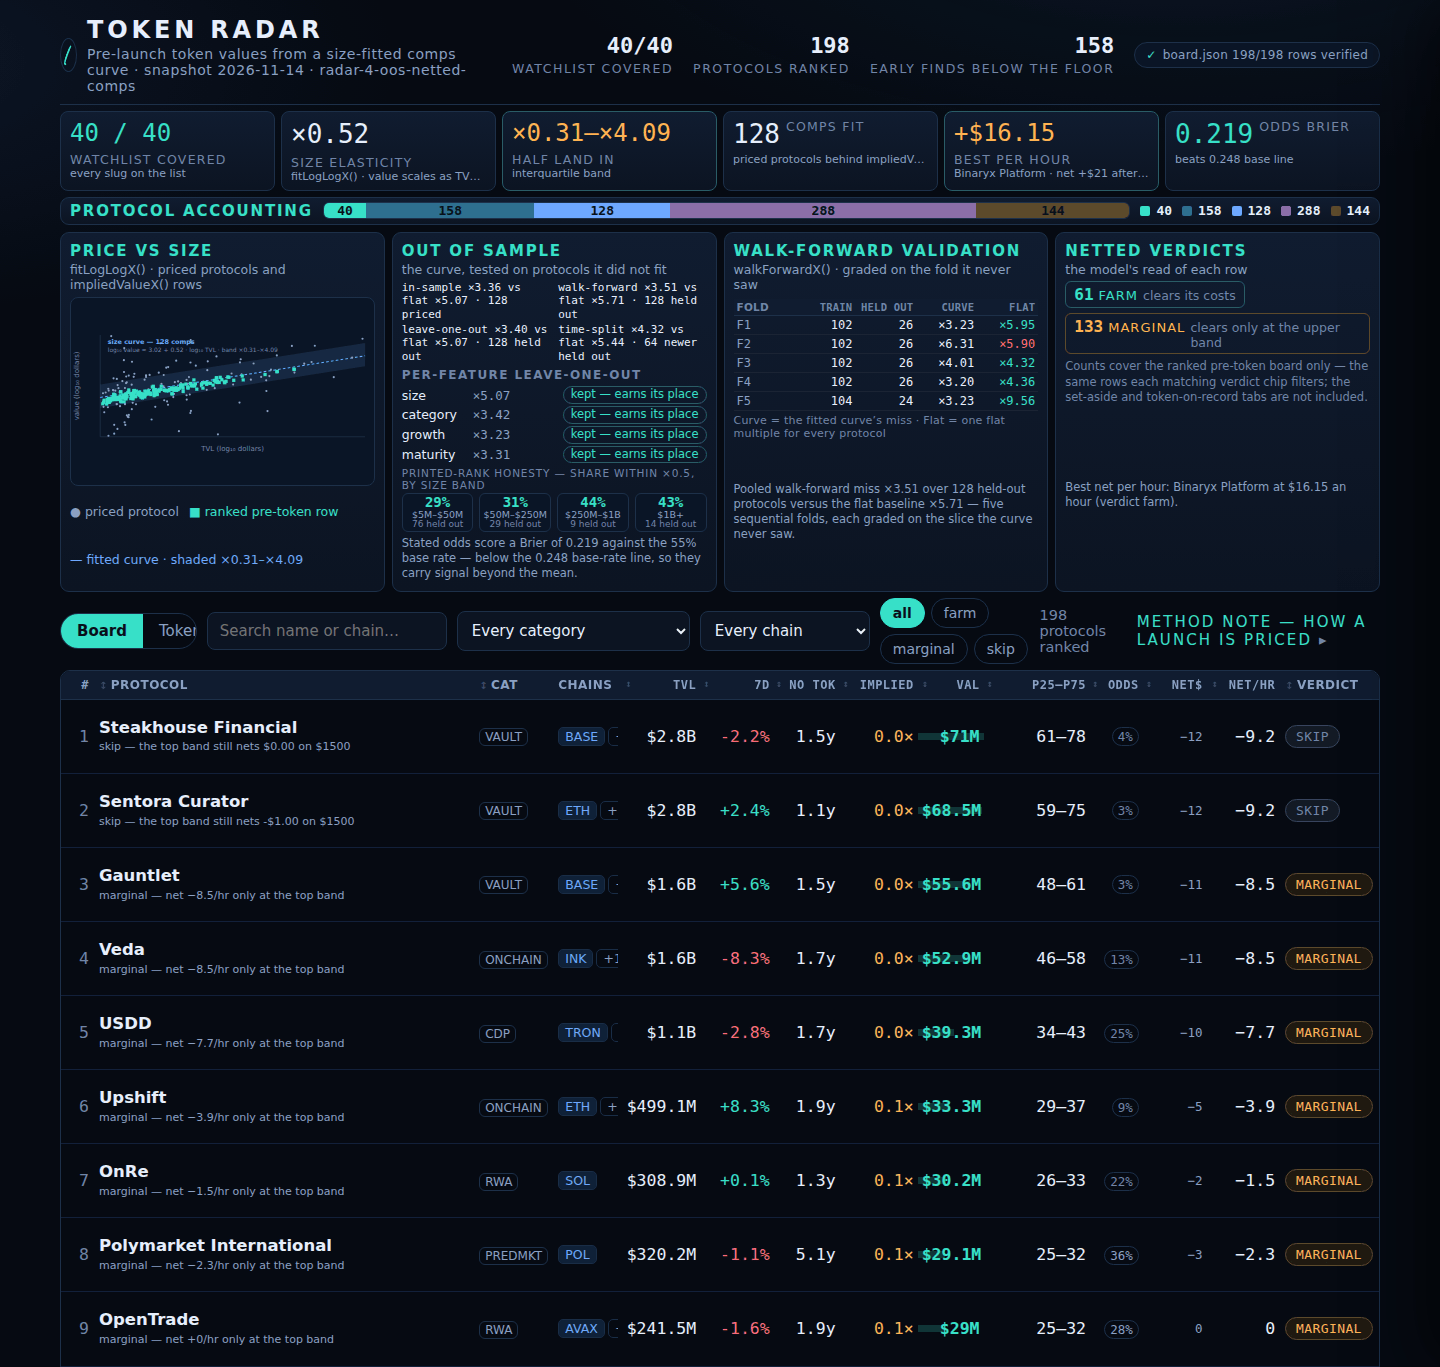 TOKEN RADAR
Pre-launch token values from a size-fitted comps
curve · snapshot 2026-11-14 · radar-4-oos-netted-
comps
40/40
WATCHLIST COVERED
198
PROTOCOLS RANKED
158
EARLY FINDS BELOW THE FLOOR
✓ board.json 198/198 rows verified
40 / 40
WATCHLIST COVERED
every slug on the list
×0.52
SIZE ELASTICITY
fitLogLogX() · value scales as TV…
×0.31–×4.09
HALF LAND IN
interquartile band
128 COMPS FIT
priced protocols behind impliedV…
+$16.15
BEST PER HOUR
Binaryx Platform · net +$21 after…
0.219 ODDS BRIER
beats 0.248 base line
PROTOCOL ACCOUNTING 40 158 128 288 144 40 158 128 288 144
PRICE VS SIZE
fitLogLogX() · priced protocols and
impliedValueX() rows
size curve — 128 comps
log₁₀ value = 3.02 + 0.52 · log₁₀ TVL · band ×0.31–×4.09
value (log₁₀ dollars)
TVL (log₁₀ dollars)
priced protocol ranked pre-token row
— fitted curve · shaded ×0.31–×4.09
OUT OF SAMPLE
the curve, tested on protocols it did not fit
in-sample ×3.36 vs
flat ×5.07 · 128
priced
walk-forward ×3.51 vs
flat ×5.71 · 128 held
out
leave-one-out ×3.40 vs
flat ×5.07 · 128 held
out
time-split ×4.32 vs
flat ×5.44 · 64 newer
held out
PER-FEATURE LEAVE-ONE-OUT
size ×5.07 kept — earns its place
category ×3.42 kept — earns its place
growth ×3.23 kept — earns its place
maturity ×3.31 kept — earns its place
PRINTED-RANK HONESTY — SHARE WITHIN ×0.5,
BY SIZE BAND
29%
$5M–$50M
76 held out
31%
$50M–$250M
29 held out
44%
$250M–$1B
9 held out
43%
$1B+
14 held out
Stated odds score a Brier of 0.219 against the 55%
base rate — below the 0.248 base-rate line, so they
carry signal beyond the mean.
WALK-FORWARD VALIDATION
walkForwardX() · graded on the fold it never
saw
FOLD TRAIN HELD OUT CURVE FLAT
F1 102 26 ×3.23 ×5.95
F2 102 26 ×6.31 ×5.90
F3 102 26 ×4.01 ×4.32
F4 102 26 ×3.20 ×4.36
F5 104 24 ×3.23 ×9.56
Curve = the fitted curve’s miss · Flat = one flat
multiple for every protocol
Pooled walk-forward miss ×3.51 over 128 held-out
protocols versus the flat baseline ×5.71 — five
sequential folds, each graded on the slice the curve
never saw.
NETTED VERDICTS
the model's read of each row
61 FARM clears its costs
133 MARGINAL clears only at the upper
band
Counts cover the ranked pre-token board only — the
same rows each matching verdict chip filters; the
set-aside and token-on-record tabs are not included.
Best net per hour: Binaryx Platform at $16.15 an
hour (verdict farm).
Board
Search name or chain…
Every category
Every chain
all farm
marginal skip
198
protocols
ranked
METHOD NOTE — HOW A
LAUNCH IS PRICED ▸
# ↕ PROTOCOL ↕ CAT CHAINS ↕ TVL ↕ 7D ↕ NO TOK ↕ IMPLIED ↕ VAL ↕ P25–P75 ↕ ODDS ↕ NET$ ↕ NET/HR ↕ VERDICT
1 Steakhouse Financial VAULT BASE $2.8B -2.2% 1.5y 0.0× $71M 61–78 4% −12 −9.2 SKIP
skip — the top band still nets $0.00 on $1500
2 Sentora Curator VAULT ETH + $2.8B +2.4% 1.1y 0.0× $68.5M 59–75 3% −12 −9.2 SKIP
skip — the top band still nets -$1.00 on $1500
3 Gauntlet VAULT BASE $1.6B +5.6% 1.5y 0.0× $55.6M 48–61 3% −11 −8.5 MARGINAL
marginal — net −8.5/hr only at the top band
4 Veda ONCHAIN INK +1 $1.6B -8.3% 1.7y 0.0× $52.9M 46–58 13% −11 −8.5 MARGINAL
marginal — net −8.5/hr only at the top band
5 USDD CDP TRON $1.1B -2.8% 1.7y 0.0× $39.3M 34–43 25% −10 −7.7 MARGINAL
marginal — net −7.7/hr only at the top band
6 Upshift ONCHAIN ETH + $499.1M +8.3% 1.9y 0.1× $33.3M 29–37 9% −5 −3.9 MARGINAL
marginal — net −3.9/hr only at the top band
7 OnRe RWA SOL $308.9M +0.1% 1.3y 0.1× $30.2M 26–33 22% −2 −1.5 MARGINAL
marginal — net −1.5/hr only at the top band
8 Polymarket International PREDMKT POL $320.2M -1.1% 5.1y 0.1× $29.1M 25–32 36% −3 −2.3 MARGINAL
marginal — net −2.3/hr only at the top band
9 OpenTrade RWA AVAX $241.5M -1.6% 1.9y 0.1× $29M 25–32 28% 0 0 MARGINAL
marginal — net +0/hr only at the top band